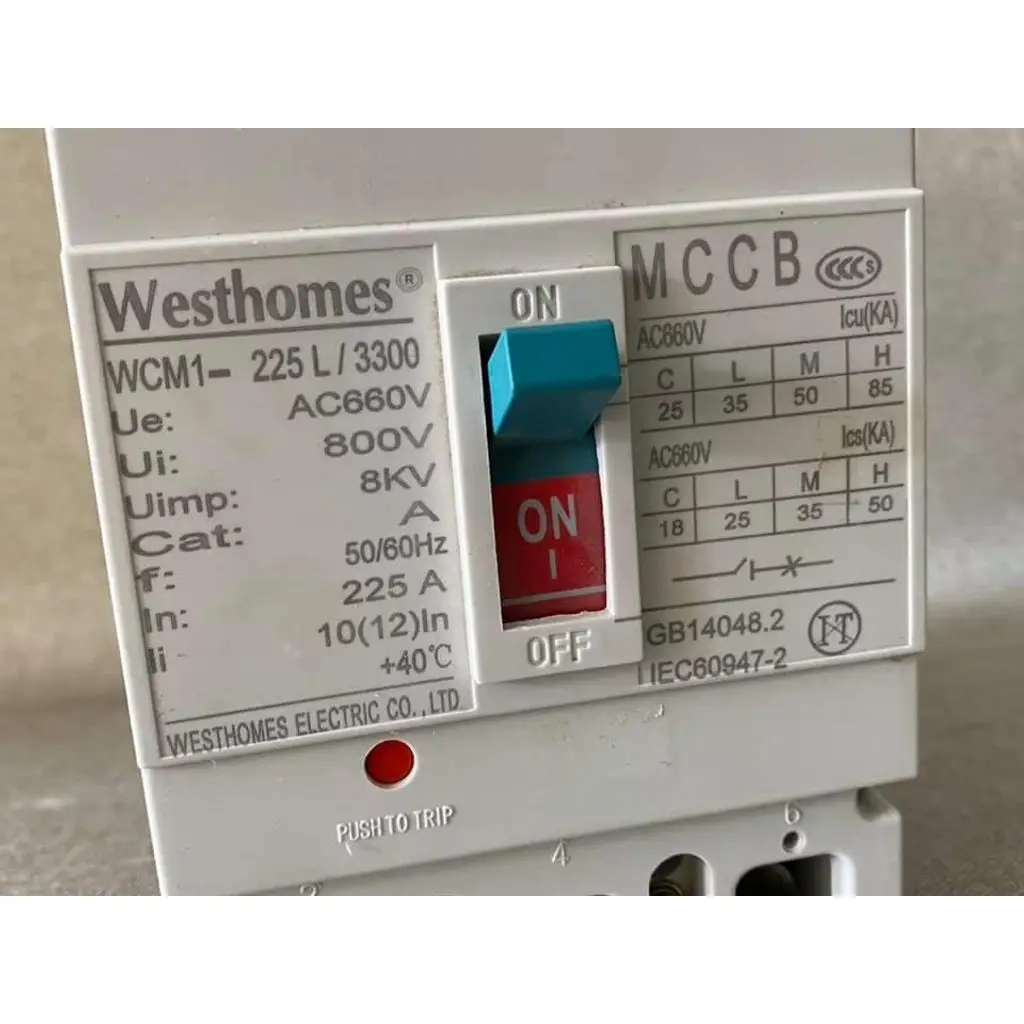 Westhomes®
WCM1- 225 L / 3300
Ue: AC660V
Ui: 800V
Uimp: 8KV
Cat: A
f: 50/60Hz
In: 225 A
Ii 10(12)In
+40℃
WESTHOMES ELECTRIC CO.,LTD
ON
ON
I
OFF
MCCB CCC S
AC660V Icu(KA)
C L M H
25 35 50 85
AC660V Ics(KA)
C L M H
18 25 35 50
GB14048.2
IEC60947-2
PUSH TO TRIP
2 4 6